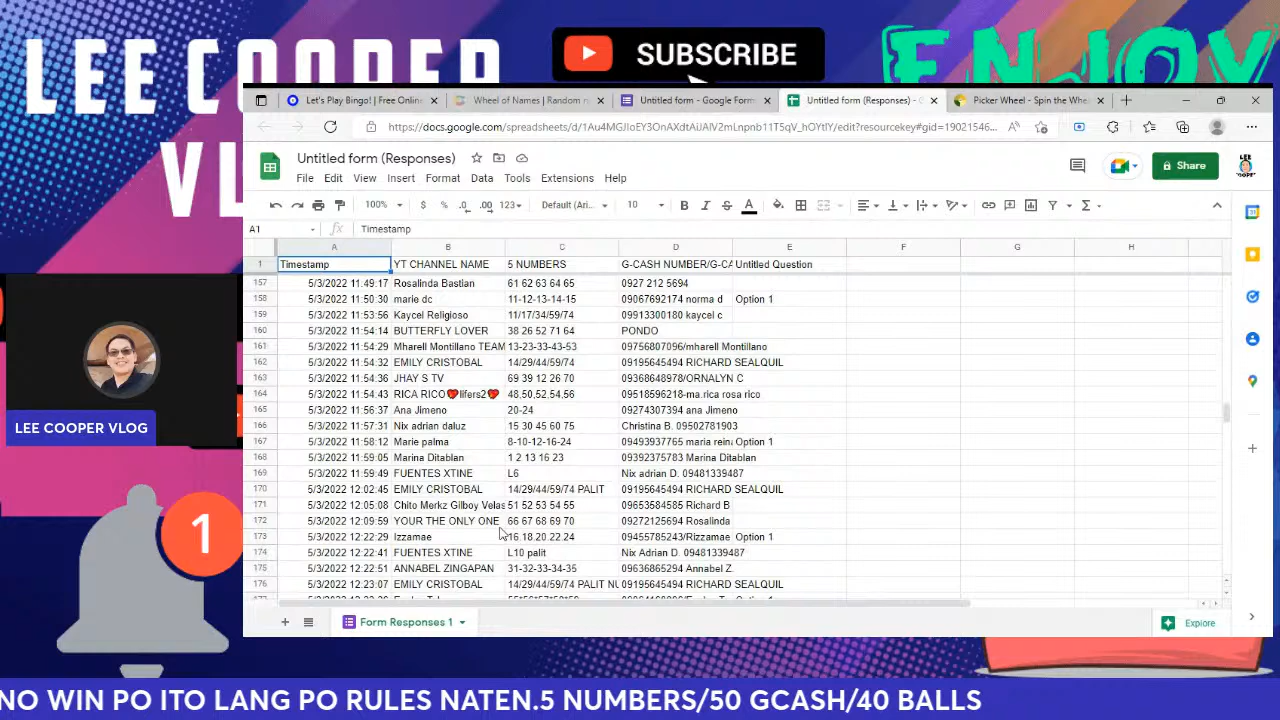 LEE COOPER
VL
SUBSCRIBE
ENJOY
Let's Play Bingo! | Free Online
Wheel of Names | Random
Untitled form - Google Form
Untitled form (Responses) - G
Picker Wheel - Spin the Whe
Untitled form (Responses)
File Edit View Insert Format Data Tools Extensions Help
Share
100% $ % .0 .00 123 Default (Ari... 10 B I S A
A1 fx Timestamp
A B C D E F G H
1 Timestamp YT CHANNEL NAME 5 NUMBERS G-CASH NUMBER/G-CA Untitled Question
157 5/3/2022 11:49:17 Rosalinda Bastian 61 62 63 64 65 0927 212 5694
158 5/3/2022 11:50:30 marie dc 11-12-13-14-15 09067692174 norma d Option 1
159 5/3/2022 11:53:56 Kaycel Religioso 11/17/34/59/74 09913300180 kaycel c
160 5/3/2022 11:54:14 BUTTERFLY LOVER 38 26 52 71 64 PONDO
161 5/3/2022 11:54:29 Mharell Montillano TEAM 13-23-33-43-53 09756807096/mharell Montillano
162 5/3/2022 11:54:32 EMILY CRISTOBAL 14/29/44/59/74 09195645494 RICHARD SEALQUIL
163 5/3/2022 11:54:36 JHAY S TV 69 39 12 26 70 09368648978/ORNALYN C
164 5/3/2022 11:54:43 RICA RICO❤lifers2❤ 48,50,52,54,56 09518596218-ma.rica rosa rico
165 5/3/2022 11:56:37 Ana Jimeno 20-24 09274307394 ana Jimeno
166 5/3/2022 11:57:31 Nix adrian daluz 15 30 45 60 75 Christina B. 09502781903
167 5/3/2022 11:58:12 Marie palma 8-10-12-16-24 09493937765 maria rein Option 1
168 5/3/2022 11:59:05 Marina Ditablan 1 2 13 16 23 09392375783 Marina Ditablan
169 5/3/2022 11:59:49 FUENTES XTINE L6 Nix adrian D. 09481339487
170 5/3/2022 12:02:45 EMILY CRISTOBAL 14/29/44/59/74 PALIT 09195645494 RICHARD SEALQUIL
171 5/3/2022 12:05:08 Chito Merkz Gilboy Velas 51 52 53 54 55 09653584585 Richard B
172 5/3/2022 12:09:59 YOUR THE ONLY ONE 66 67 68 69 70 09272125694 Rosalinda
173 5/3/2022 12:22:29 Izzamae 16 18 20 22 24 09455785243/Rizzamae Option 1
174 5/3/2022 12:22:41 FUENTES XTINE L10 palit Nix Adrian D. 09481339487
175 5/3/2022 12:22:51 ANNABEL ZINGAPAN 31-32-33-34-35 09636865294 Annabel Z
176 5/3/2022 12:23:07 EMILY CRISTOBAL 14/29/44/59/74 PALIT NU 09195645494 RICHARD SEALQUIL
Form Responses 1
Explore
LEE COOPER VLOG
1
NO WIN PO ITO LANG PO RULES NATEN.5 NUMBERS/50 GCASH/40 BALLS